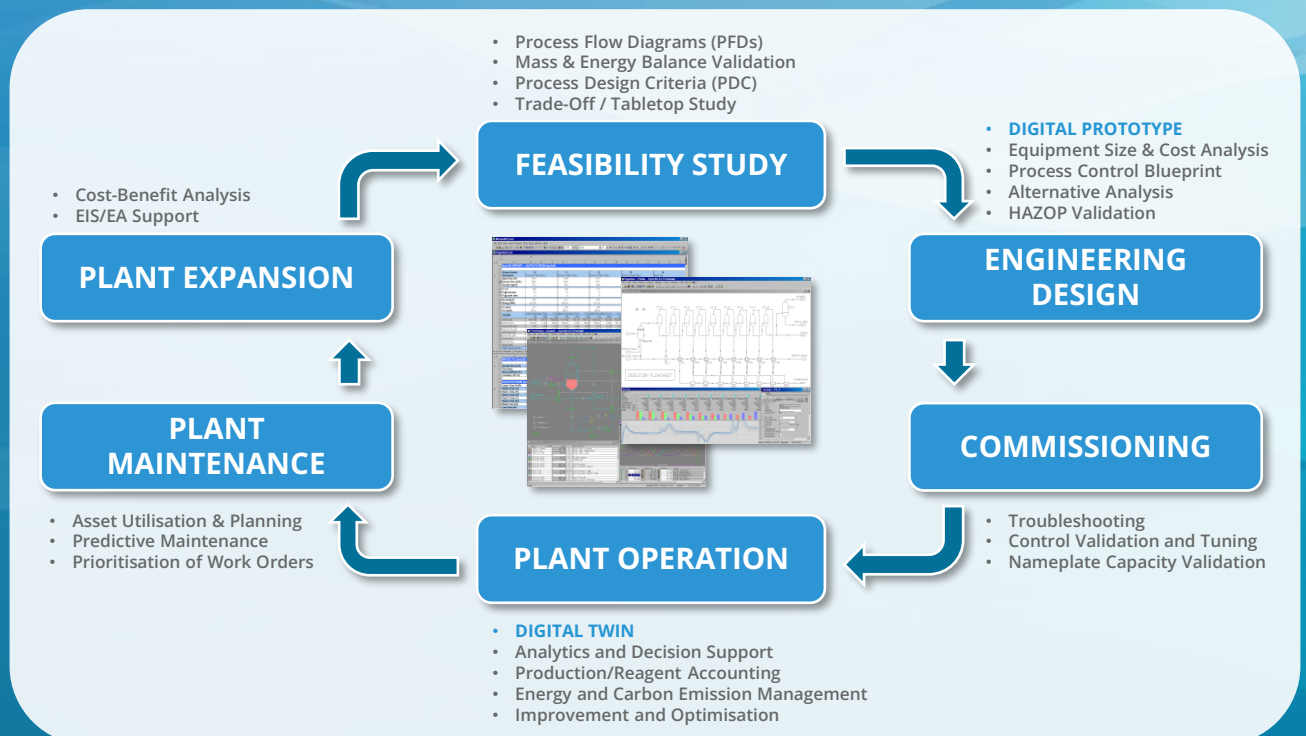 • Process Flow Diagrams (PFDs)
• Mass & Energy Balance Validation
• Process Design Criteria (PDC)
• Trade-Off / Tabletop Study
FEASIBILITY STUDY
• DIGITAL PROTOTYPE
• Equipment Size & Cost Analysis
• Process Control Blueprint
• Alternative Analysis
• HAZOP Validation
ENGINEERING
DESIGN
COMMISSIONING
• Troubleshooting
• Control Validation and Tuning
• Nameplate Capacity Validation
PLANT OPERATION
• DIGITAL TWIN
• Analytics and Decision Support
• Production/Reagent Accounting
• Energy and Carbon Emission Management
• Improvement and Optimisation
PLANT
MAINTENANCE
• Asset Utilisation & Planning
• Predictive Maintenance
• Prioritisation of Work Orders
• Cost-Benefit Analysis
• EIS/EA Support
PLANT EXPANSION